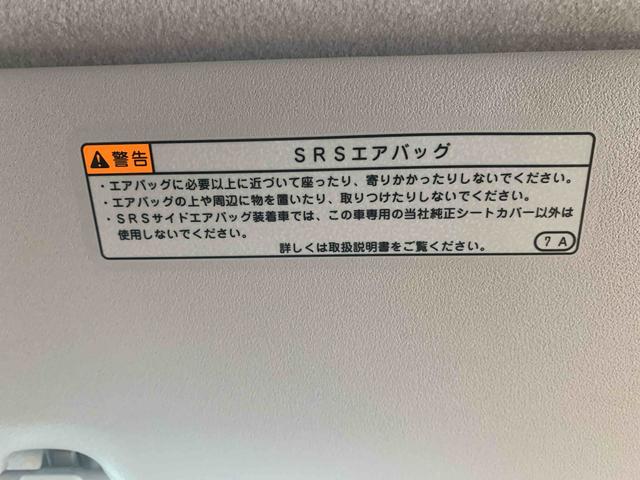 警告
SRSエアバッグ
・エアバッグに必要以上に近づいて座ったり、寄りかかったりしないでください。
・エアバッグの上や周辺に物を置いたり、取りつけたりしないでください。
・SRSサイドエアバッグ装着車では、この車専用の当社純正シートカバー以外は
使用しないでください。
詳しくは取扱説明書をご覧ください。
7A